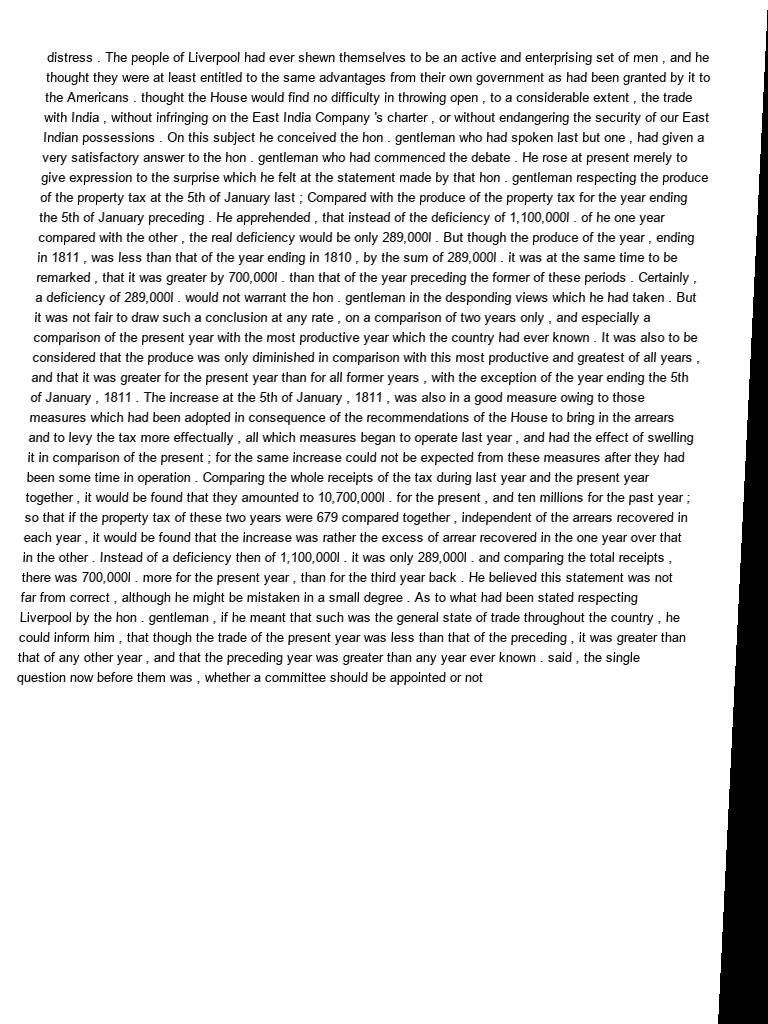 distress . The people of Liverpool had ever shewn themselves to be an active and enterprising set of men , and he
thought they were at least entitled to the same advantages from their own government as had been granted by it to
the Americans . thought the House would find no difficulty in throwing open , to a considerable extent , the trade
with India , without infringing on the East India Company 's charter , or without endangering the security of our East
Indian possessions . On this subject he conceived the hon . gentleman who had spoken last but one , had given a
very satisfactory answer to the hon . gentleman who had commenced the debate . He rose at present merely to
give expression to the surprise which he felt at the statement made by that hon . gentleman respecting the produce
of the property tax at the 5th of January last ; Compared with the produce of the property tax for the year ending
the 5th of January preceding . He apprehended , that instead of the deficiency of 1,100,000l . of he one year
compared with the other , the real deficiency would be only 289,000l . But though the produce of the year , ending
in 1811 , was less than that of the year ending in 1810 , by the sum of 289,000l . it was at the same time to be
remarked , that it was greater by 700,000l . than that of the year preceding the former of these periods . Certainly ,
a deficiency of 289,000l . would not warrant the hon . gentleman in the desponding views which he had taken . But
it was not fair to draw such a conclusion at any rate , on a comparison of two years only , and especially a
comparison of the present year with the most productive year which the country had ever known . It was also to be
considered that the produce was only diminished in comparison with this most productive and greatest of all years ,
and that it was greater for the present year than for all former years , with the exception of the year ending the 5th
of January , 1811 . The increase at the 5th of January , 1811 , was also in a good measure owing to those
measures which had been adopted in consequence of the recommendations of the House to bring in the arrears
and to levy the tax more effectually , all which measures began to operate last year , and had the effect of swelling
it in comparison of the present ; for the same increase could not be expected from these measures after they had
been some time in operation . Comparing the whole receipts of the tax during last year and the present year
together , it would be found that they amounted to 10,700,000l . for the present , and ten millions for the past year ;
so that if the property tax of these two years were 679 compared together , independent of the arrears recovered in
each year , it would be found that the increase was rather the excess of arrear recovered in the one year over that
in the other . Instead of a deficiency then of 1,100,000l . it was only 289,000l . and comparing the total receipts ,
there was 700,000l . more for the present year , than for the third year back . He believed this statement was not
far from correct , although he might be mistaken in a small degree . As to what had been stated respecting
Liverpool by the hon . gentleman , if he meant that such was the general state of trade throughout the country , he
could inform him , that though the trade of the present year was less than that of the preceding , it was greater than
that of any other year , and that the preceding year was greater than any year ever known . said , the single
question now before them was , whether a committee should be appointed or not